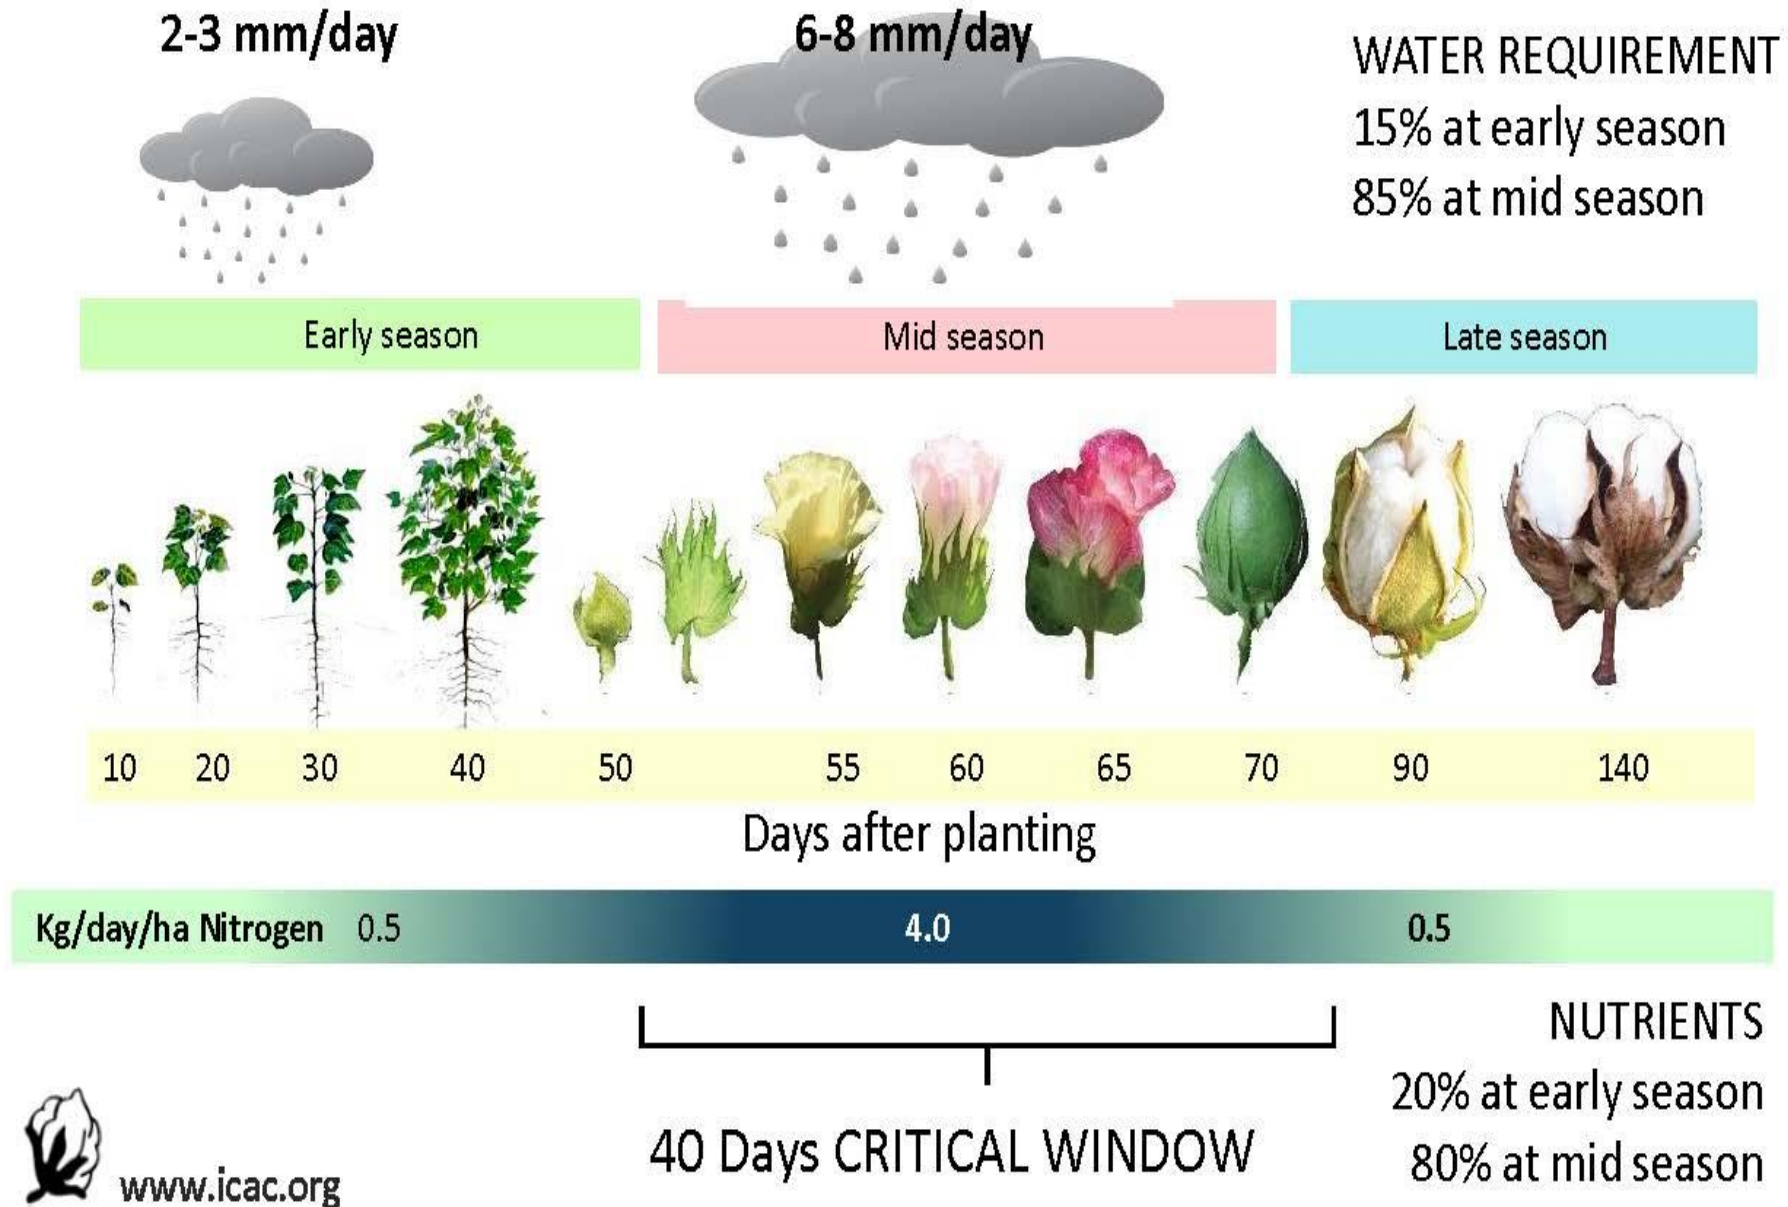 2-3 mm/day
6-8 mm/day
WATER REQUIREMENT
15% at early season
85% at mid season
Early season
Mid season
Late season
10 20 30 40 50 55 60 65 70 90 140
Days after planting
Kg/day/ha Nitrogen 0.5 4.0 0.5
40 Days CRITICAL WINDOW
NUTRIENTS
20% at early season
80% at mid season
www.icac.org